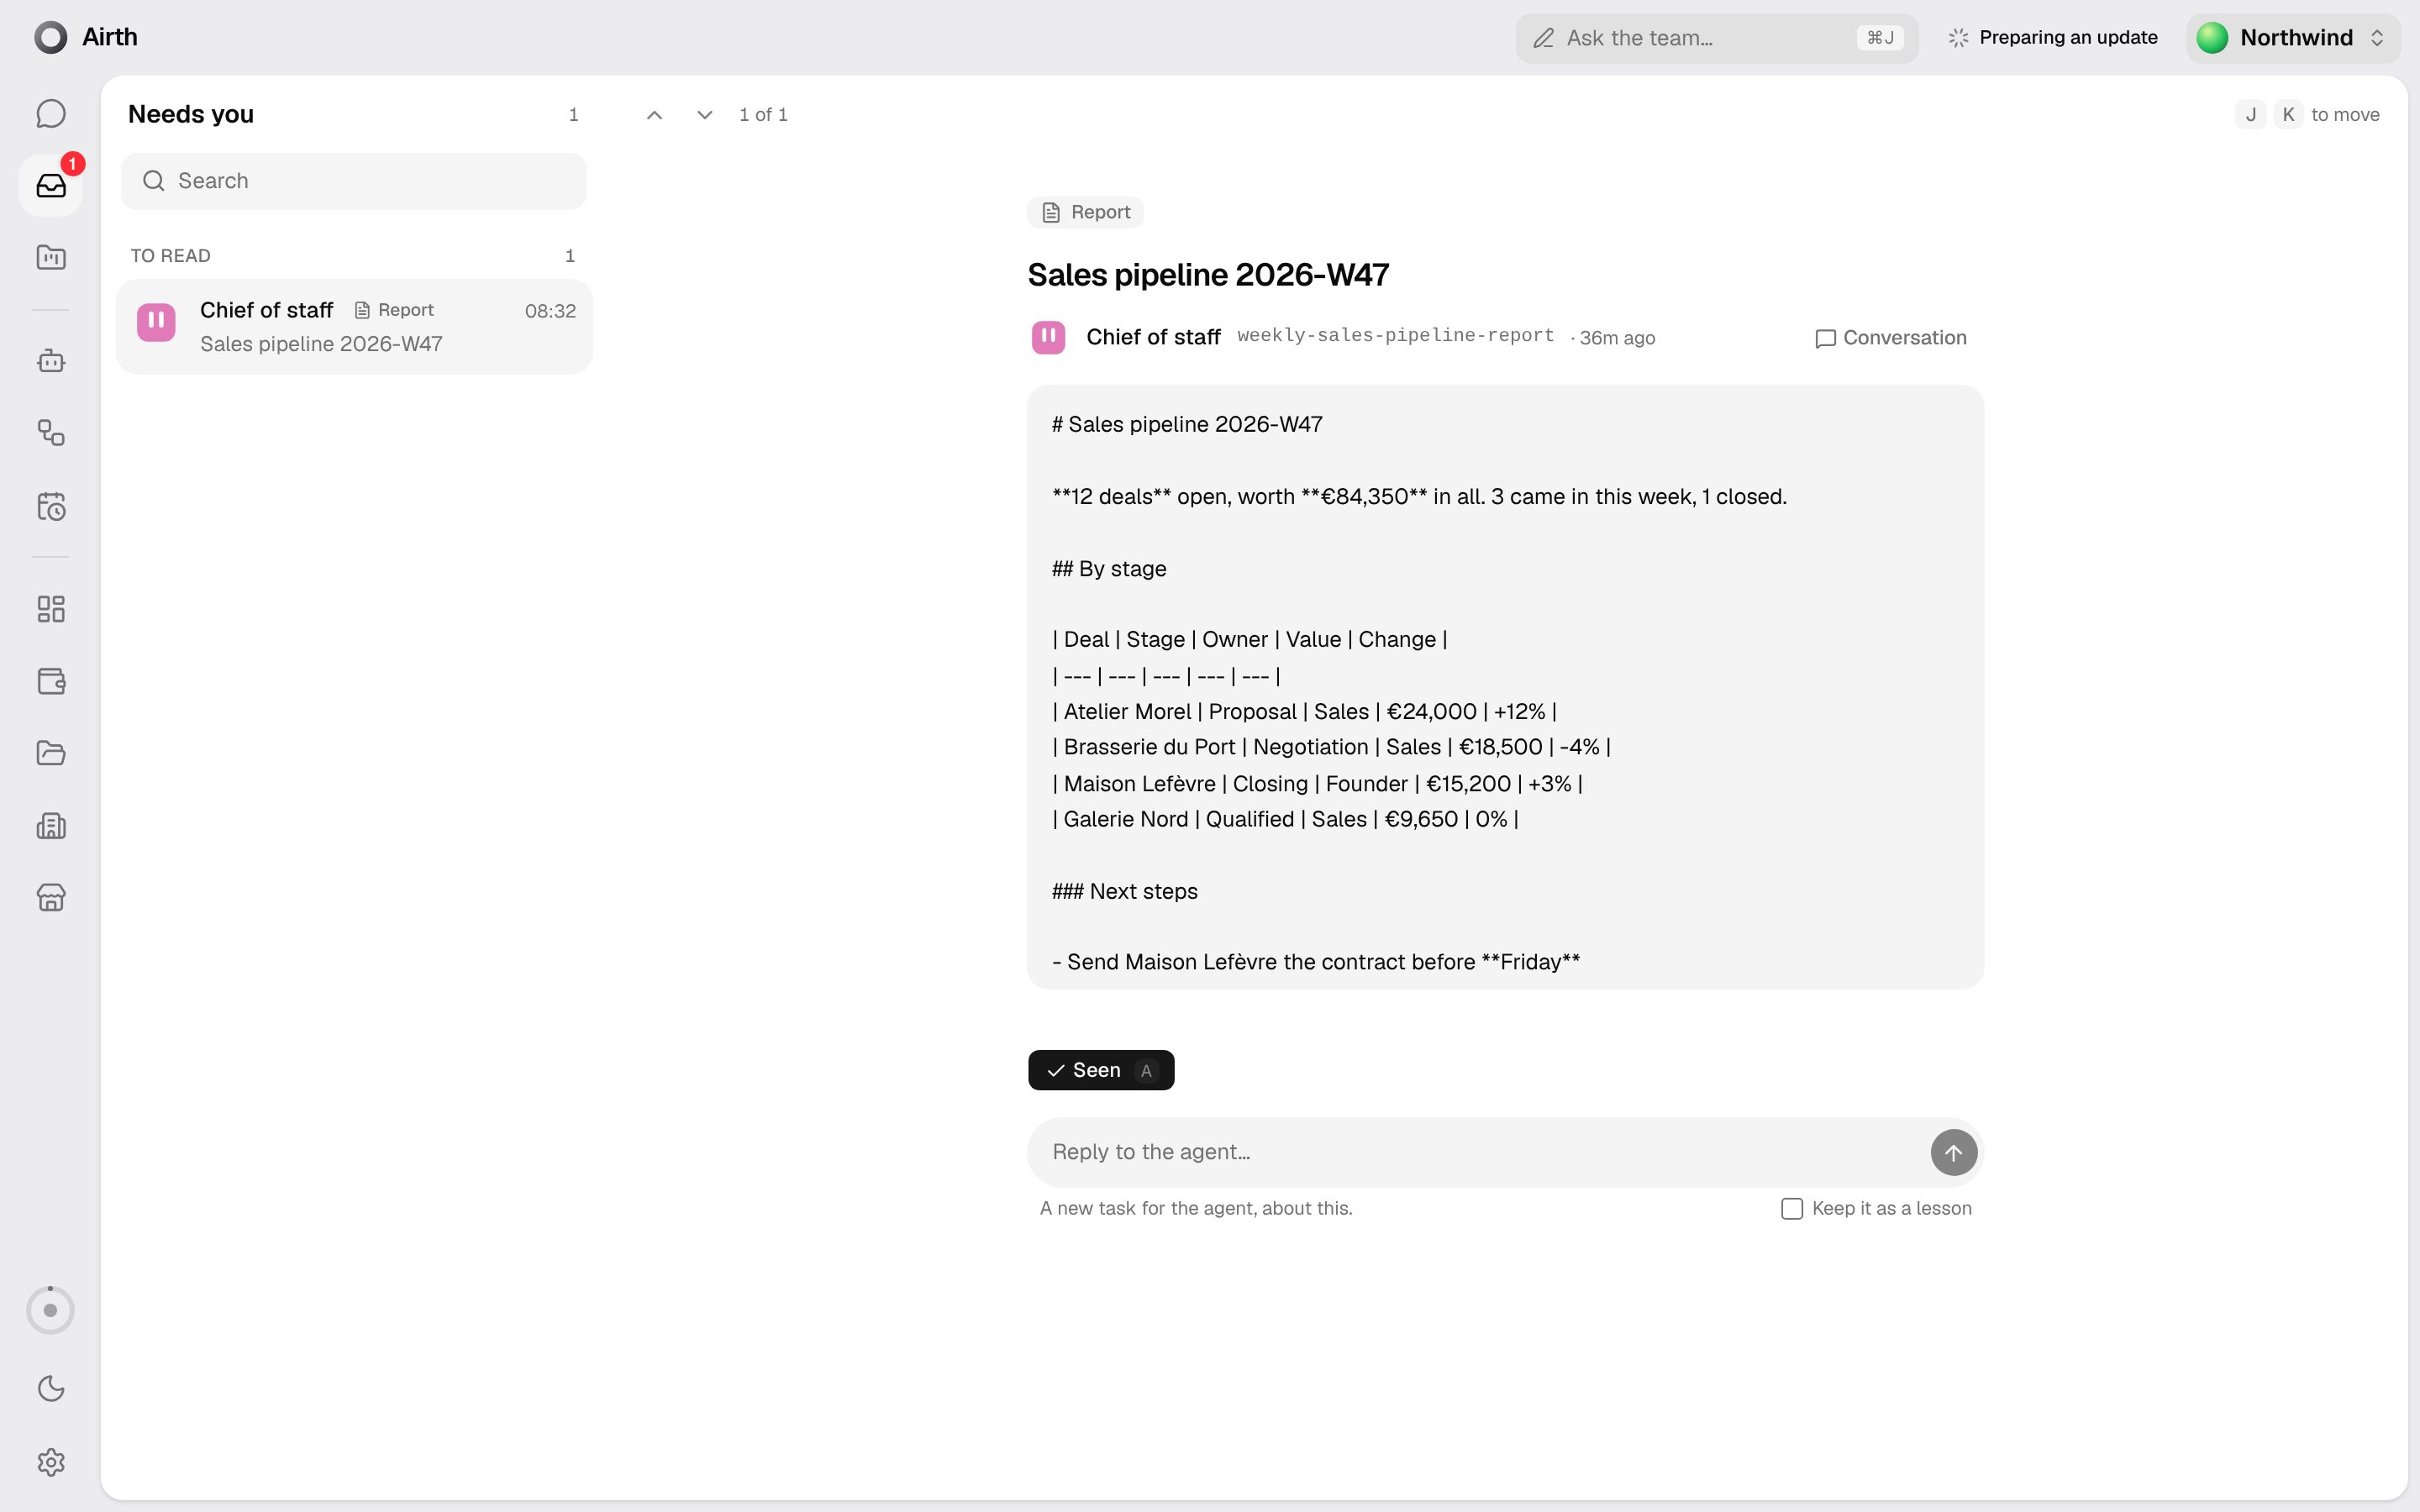 Airth
Ask the team...
⌘J
Preparing an update
Northwind
Needs you
1
1 of 1
J K to move
1
Search
TO READ
1
Chief of staff
Report
08:32
Sales pipeline 2026-W47
Report
Sales pipeline 2026-W47
Chief of staff weekly-sales-pipeline-report · 36m ago
Conversation
# Sales pipeline 2026-W47
**12 deals** open, worth **€84,350** in all. 3 came in this week, 1 closed.
## By stage
| Deal | Stage | Owner | Value | Change |
| --- | --- | --- | --- | --- |
| Atelier Morel | Proposal | Sales | €24,000 | +12% |
| Brasserie du Port | Negotiation | Sales | €18,500 | -4% |
| Maison Lefèvre | Closing | Founder | €15,200 | +3% |
| Galerie Nord | Qualified | Sales | €9,650 | 0% |
### Next steps
- Send Maison Lefèvre the contract before **Friday**
Seen A
Reply to the agent...
A new task for the agent, about this.
Keep it as a lesson